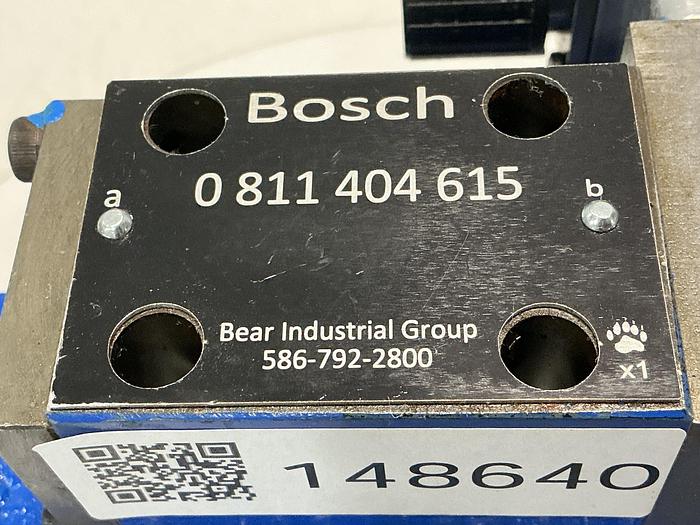 Bosch
0 811 404 615
a
b
Bear Industrial Group
586-792-2800
x1
148640